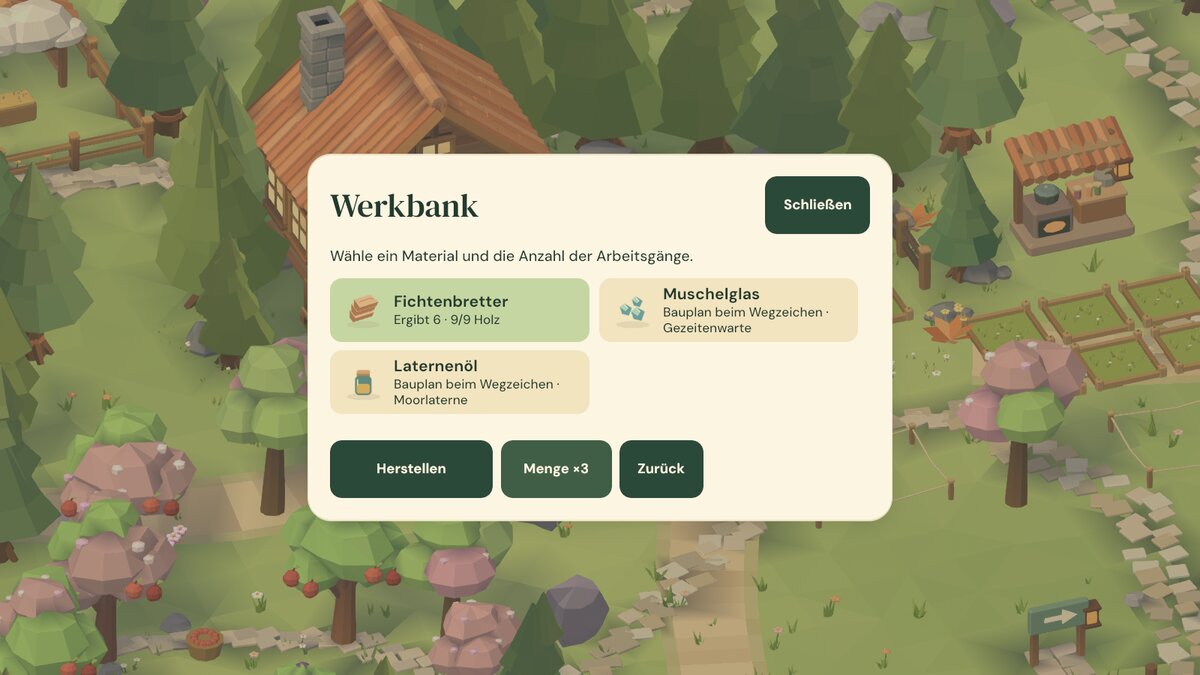 Werkbank
Schließen
Wähle ein Material und die Anzahl der Arbeitsgänge.
Fichtenbretter
Ergibt 6 · 9/9 Holz
Muschelglas
Bauplan beim Wegzeichen ·
Gezeitenwarte
Laternenöl
Bauplan beim Wegzeichen ·
Moorlaterne
Herstellen
Menge ×3
Zurück